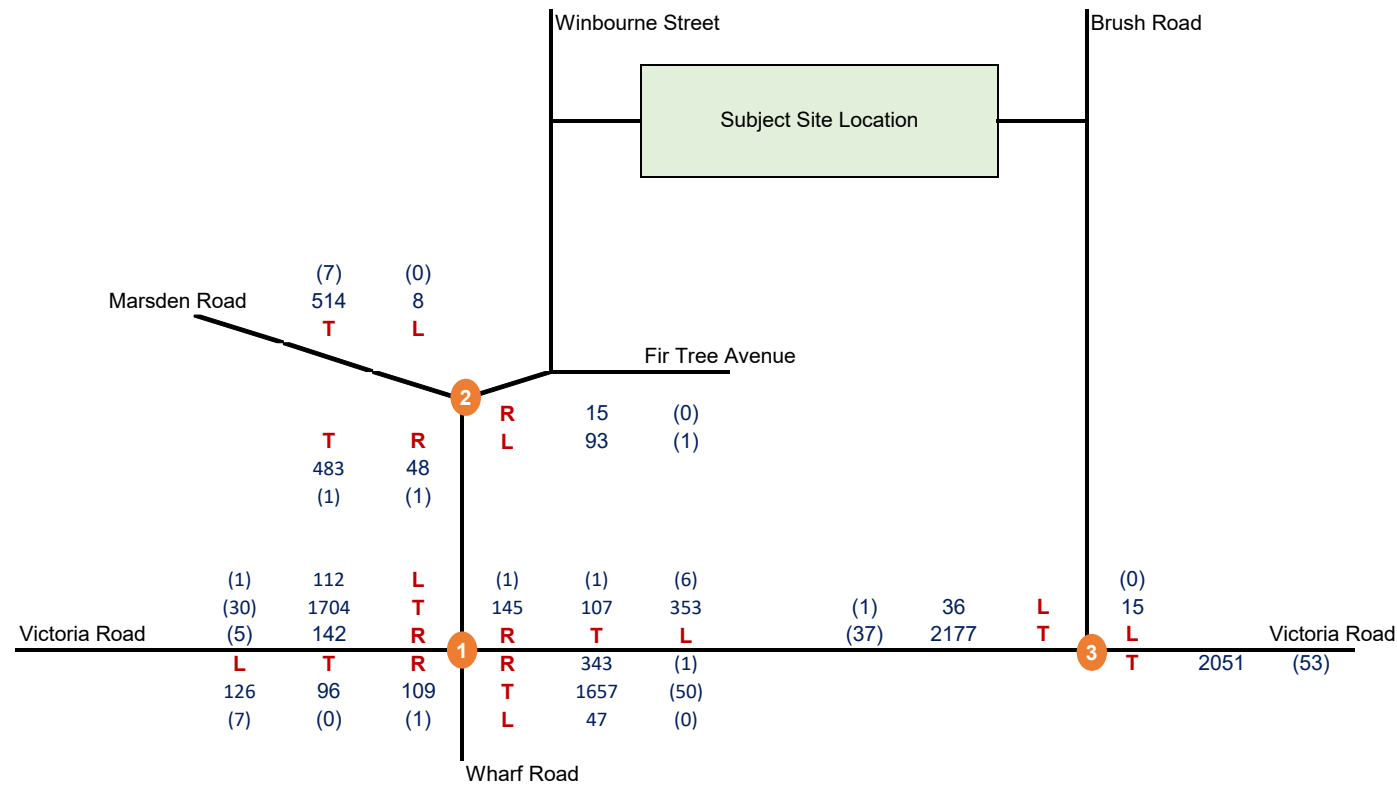 Winbourne Street
Brush Road
Subject Site Location
(7) (0)
Marsden Road 514 8
T L
Fir Tree Avenue
2
R 15 (0)
T R L 93 (1)
483 48
(1) (1)
(1) 112 L (1) (1) (6) (0)
(30) 1704 T 145 107 353 (1) 36 L 15
Victoria Road (5) 142 R R T L (37) 2177 T L Victoria Road
1 3
L T R R 343 (1) T 2051 (53)
126 96 109 T 1657 (50)
(7) (0) (1) L 47 (0)
Wharf Road